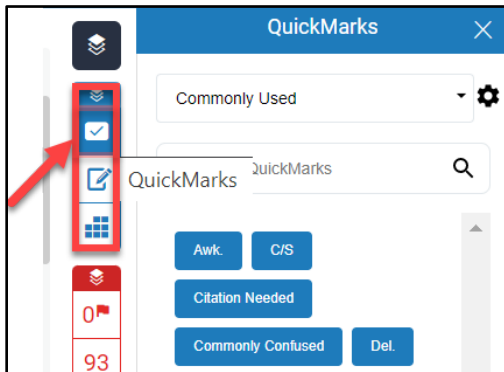 QuickMarks
Commonly Used
QuickMarks
QuickMarks
Awk. C/S
Citation Needed
Commonly Confused Del.
0
93